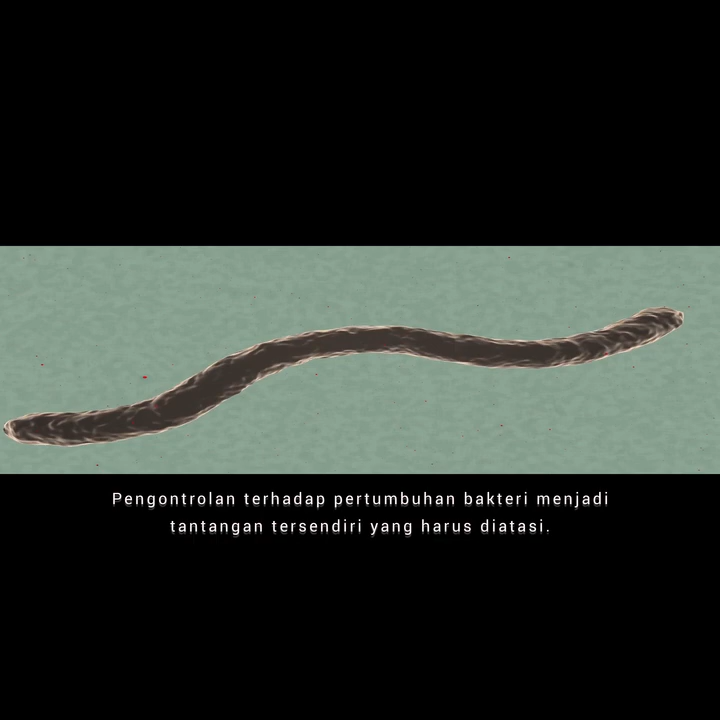 Pengontrolan terhadap pertumbuhan bakteri menjadi
tantangan tersendiri yang harus diatasi.